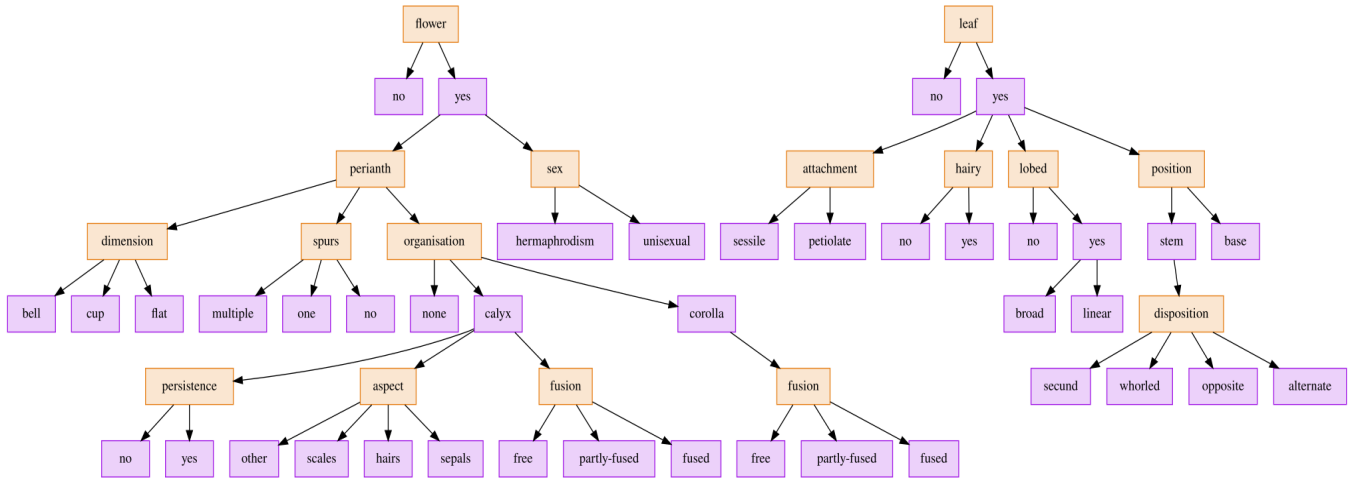 flower leaf
no yes no yes
perianth sex attachment hairy lobed position
dimension spurs organisation hermaphrodism unisexual sessile petiolate no yes no yes stem base
bell cup flat multiple one no none calyx corolla broad linear disposition
persistence aspect fusion fusion secund whorled opposite alternate
no yes other scales hairs sepals free partly-fused fused free partly-fused fused